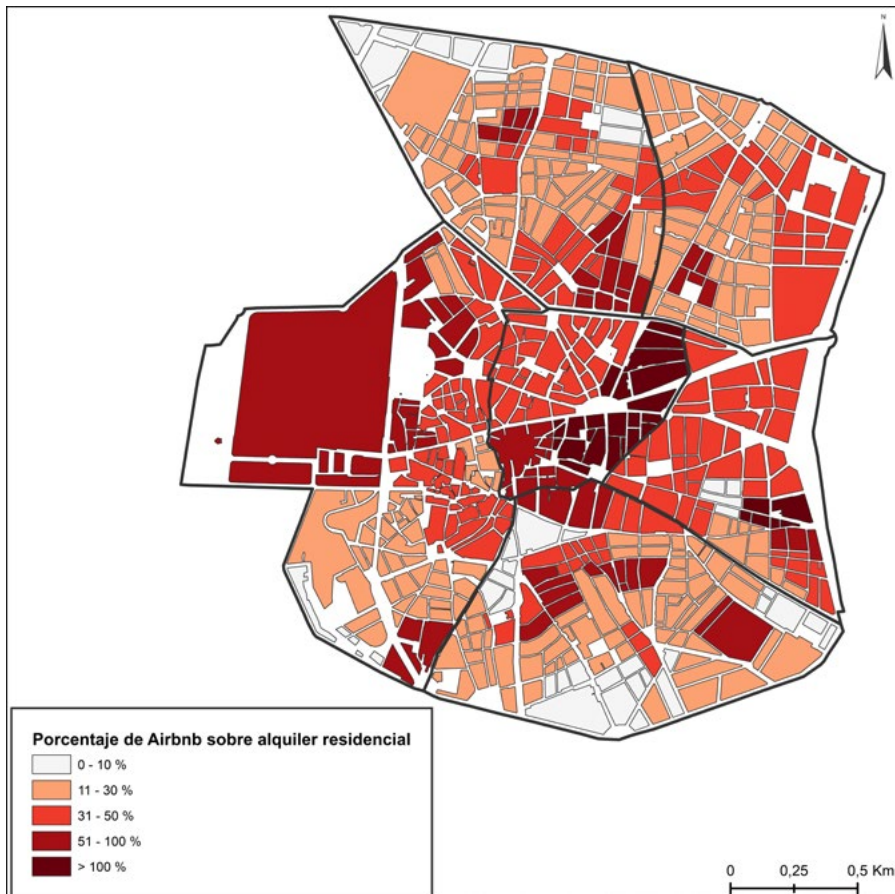 N
Porcentaje de Airbnb sobre alquiler residencial
0 - 10 %
11 - 30 %
31 - 50 %
51 - 100 %
> 100 %
0 0,25 0,5 Km